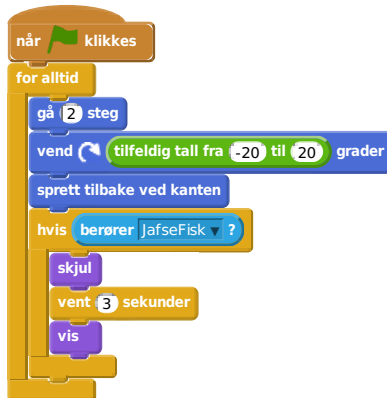 når klikkes
for alltid
gå 2 steg
vend tilfeldig tall fra -20 til 20 grader
sprett tilbake ved kanten
hvis berører JafseFisk ?
skjul
vent 3 sekunder
vis